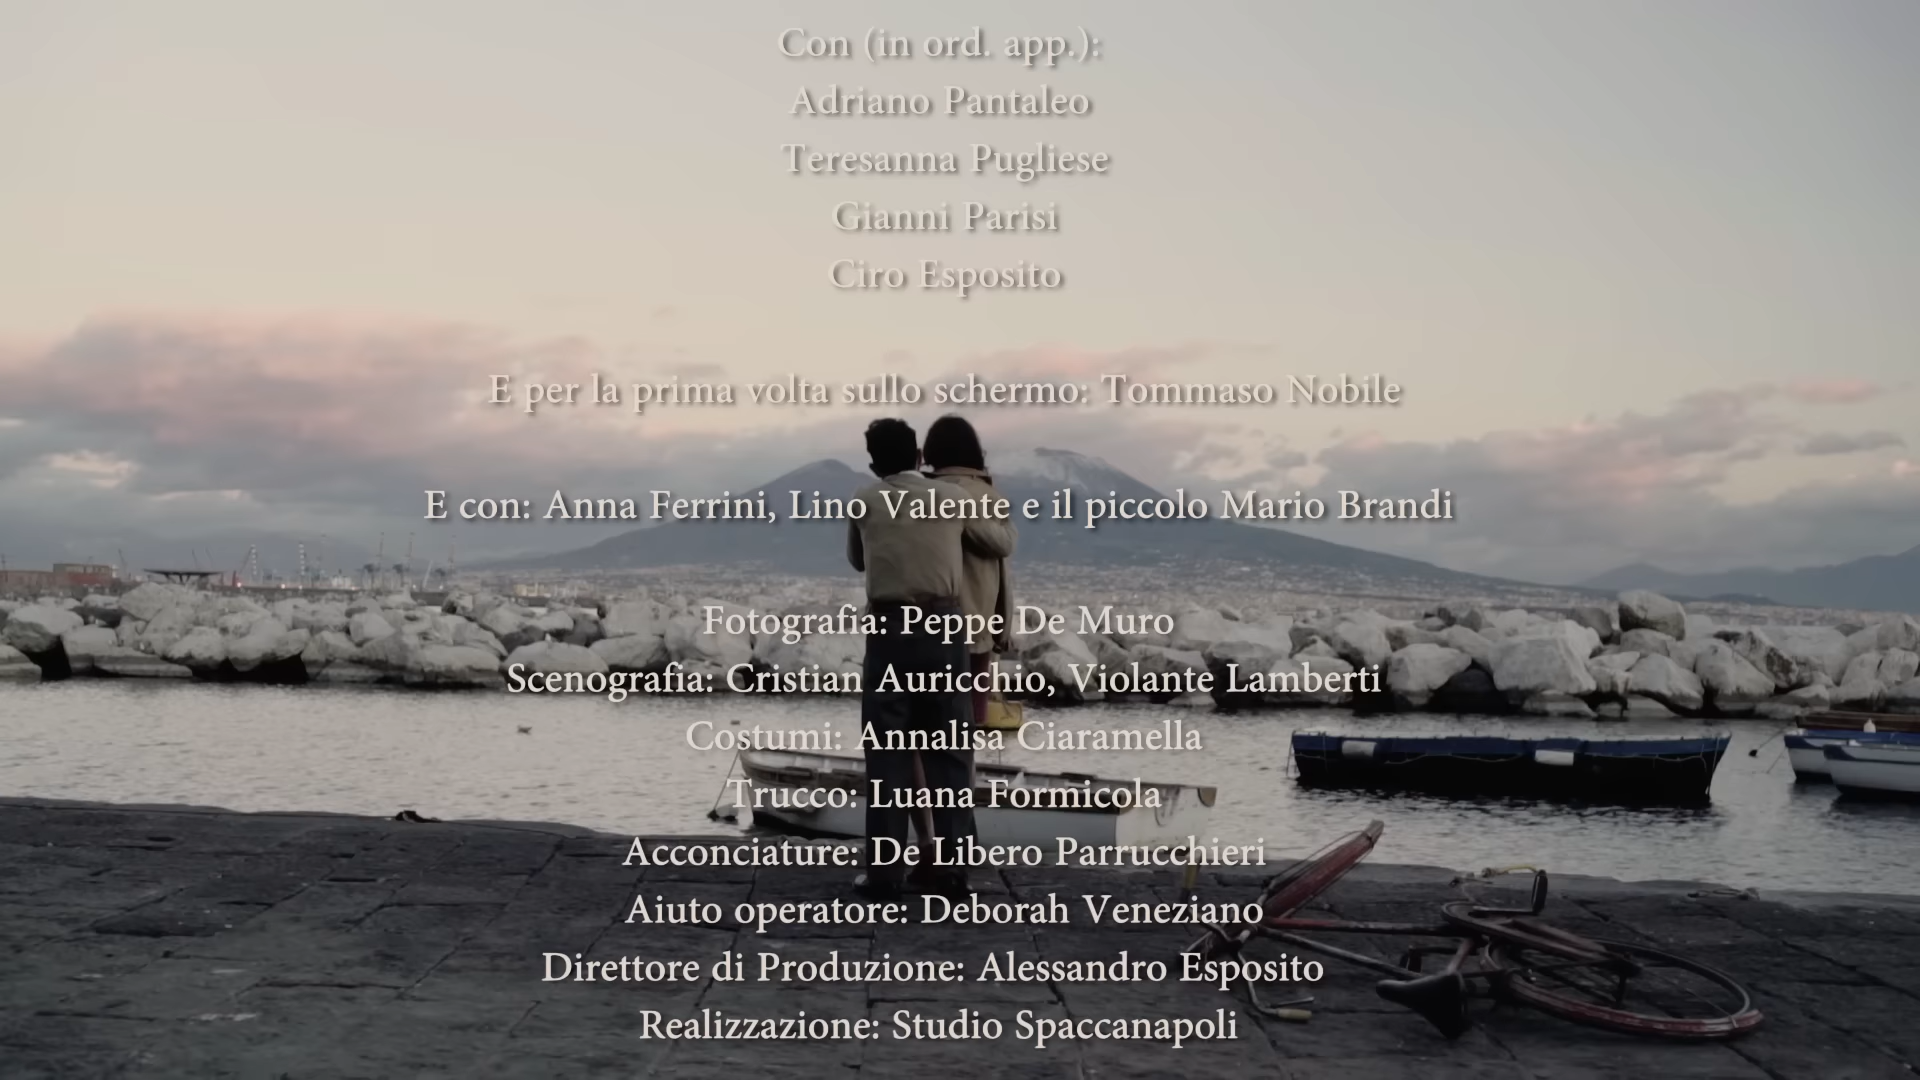 Con (in ord. app.):
Adriano Pantaleo
Teresanna Pugliese
Gianni Parisi
Ciro Esposito
E per la prima volta sullo schermo: Tommaso Nobile
E con: Anna Ferrini, Lino Valente e il piccolo Mario Brandi
Fotografia: Peppe De Muro
Scenografia: Cristian Auricchio, Violante Lamberti
Costumi: Annalisa Ciaramella
Trucco: Luana Formicola
Acconciature: De Libero Parrucchieri
Aiuto operatore: Deborah Veneziano
Direttore di Produzione: Alessandro Esposito
Realizzazione: Studio Spaccanapoli